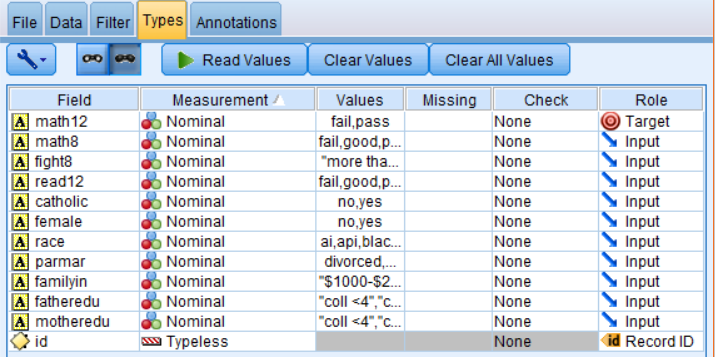 File Data Filter Types Annotations
Read Values Clear Values Clear All Values
Field Measurement Values Missing Check Role
A math12 Nominal fail,pass None Target
A math8 Nominal fail,good,p... None Input
A fight8 Nominal "more tha... None Input
A read12 Nominal fail,good,p... None Input
A catholic Nominal no,yes None Input
A female Nominal no,yes None Input
A race Nominal ai,api,blac... None Input
A parmar Nominal divorced,... None Input
A familyin Nominal "$1000-$2... None Input
A fatheredu Nominal "coll <4","c... None Input
A motheredu Nominal "coll <4","c... None Input
id Typeless None id Record ID